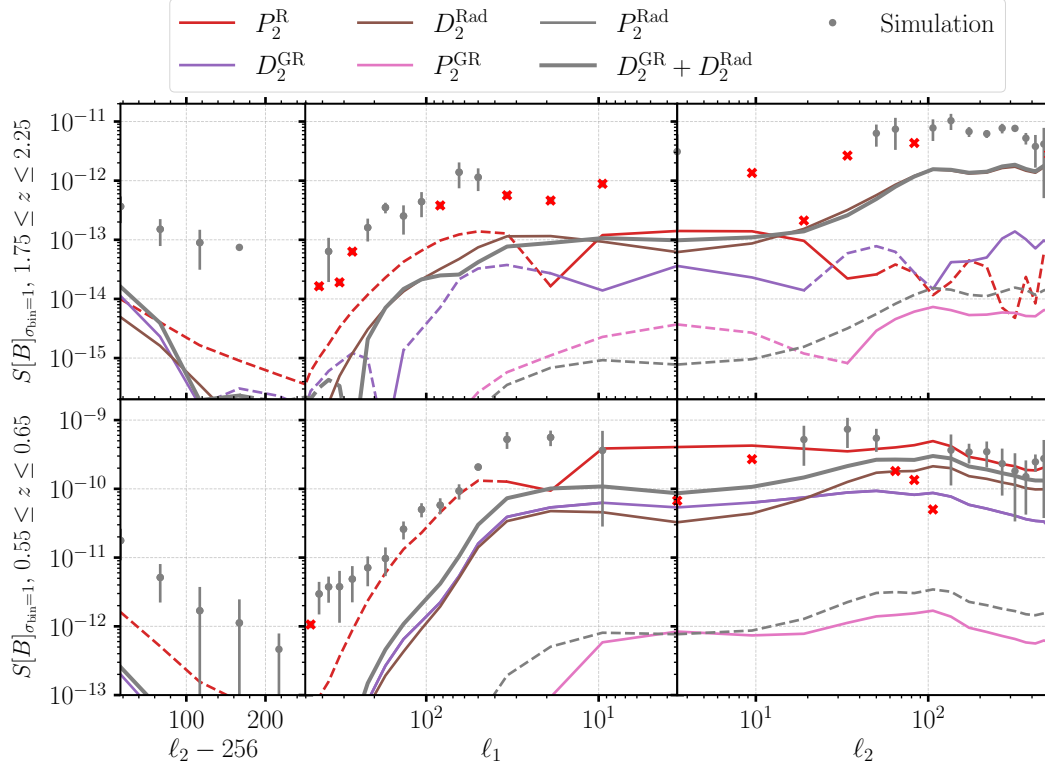 P_2^R D_2^Rad P_2^Rad Simulation
D_2^GR P_2^GR D_2^GR + D_2^Rad
S[B]_{σ_bin=1}, 1.75 ≤ z ≤ 2.25
10^{-11}
10^{-12}
10^{-13}
10^{-14}
10^{-15}
S[B]_{σ_bin=1}, 0.55 ≤ z ≤ 0.65
10^{-9}
10^{-10}
10^{-11}
10^{-12}
10^{-13}
100 200 10^2 10^1 10^1 10^2
ℓ_2 − 256 ℓ_1 ℓ_2